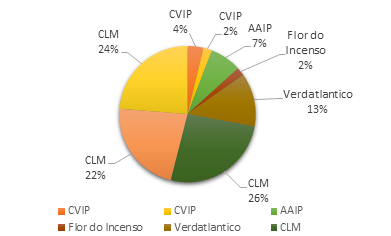 CVIP
4%
CVIP
2%
AAIP
7%
Flor do
Incenso
2%
Verdatlantico
13%
CLM
26%
CLM
22%
CLM
24%
CVIP CVIP AAIP
Flor do Incenso Verdatlantico CLM